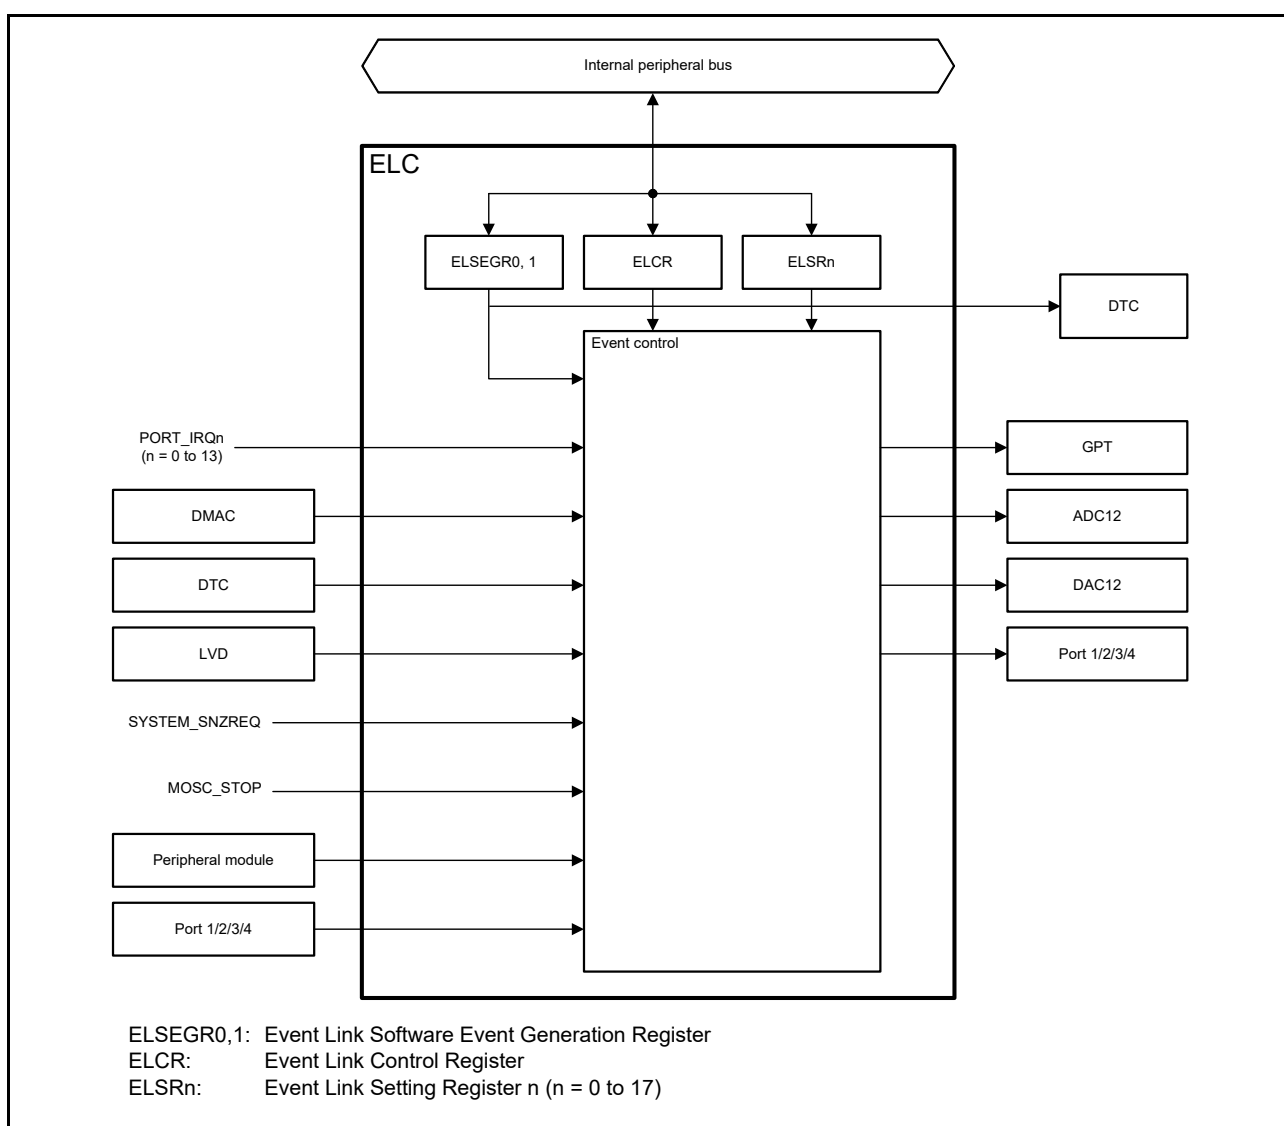 Internal peripheral bus
ELC
ELSEGR0, 1
ELCR
ELSRn
DTC
Event control
PORT_IRQn
(n = 0 to 13)
GPT
DMAC
ADC12
DTC
DAC12
LVD
Port 1/2/3/4
SYSTEM_SNZREQ
MOSC_STOP
Peripheral module
Port 1/2/3/4
ELSEGR0,1: Event Link Software Event Generation Register
ELCR: Event Link Control Register
ELSRn: Event Link Setting Register n (n = 0 to 17)